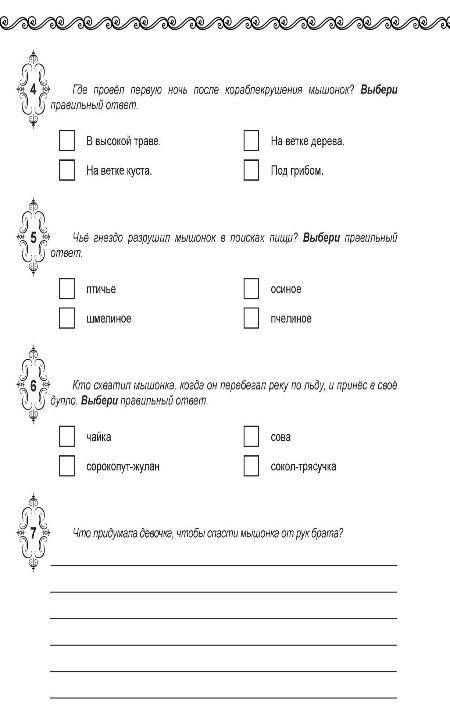 4
Где провёл первую ночь после кораблекрушения мышонок? Выбери
правильный ответ.
В высокой траве.
На ветке дерева.
На ветке куста.
Под грибом.
5
Чьё гнездо разрушил мышонок в поисках пищи? Выбери правильный
ответ.
птичье
осиное
шмелиное
пчелиное
6
Кто схватил мышонка, когда он перебегал реку по льду, и принёс в своё
дупло. Выбери правильный ответ.
чайка
сова
сорокопут-жулан
сокол-трясучка
7
Что придумала девочка, чтобы спасти мышонка от рук брата?